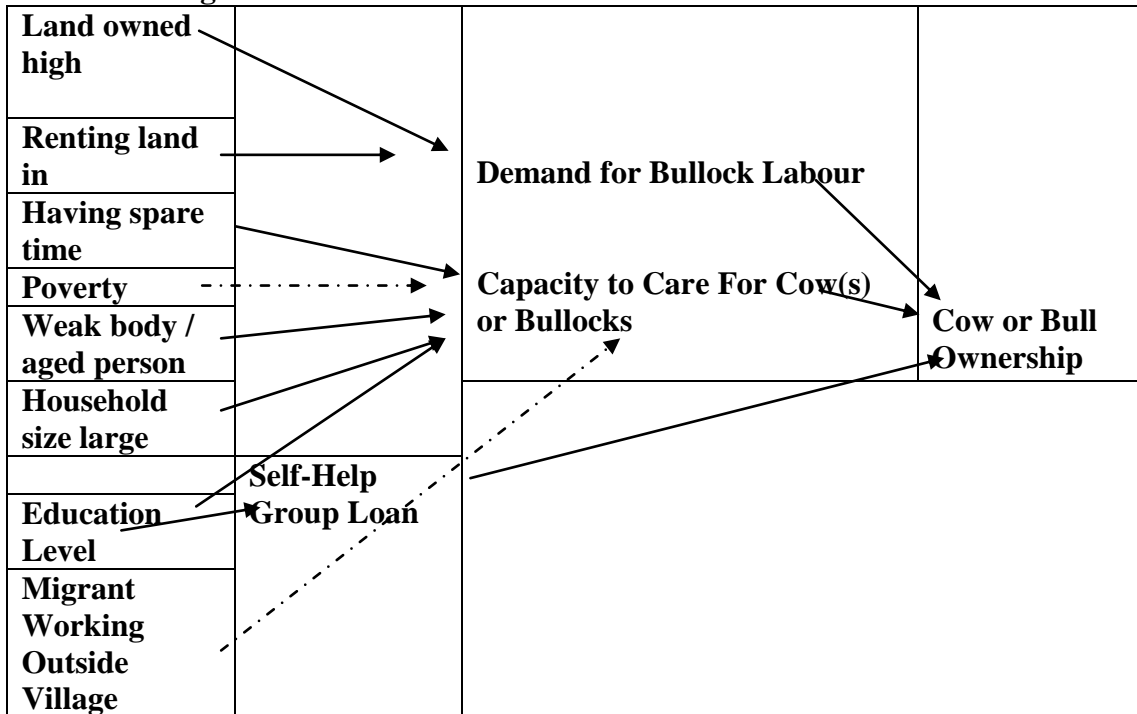 Land owned
high
Renting land
in
Having spare
time
Poverty
Weak body /
aged person
Household
size large
Education
Level
Migrant
Working
Outside
Village
Self-Help
Group Loan
Demand for Bullock Labour
Capacity to Care For Cow(s)
or Bullocks
Cow or Bull
Ownership